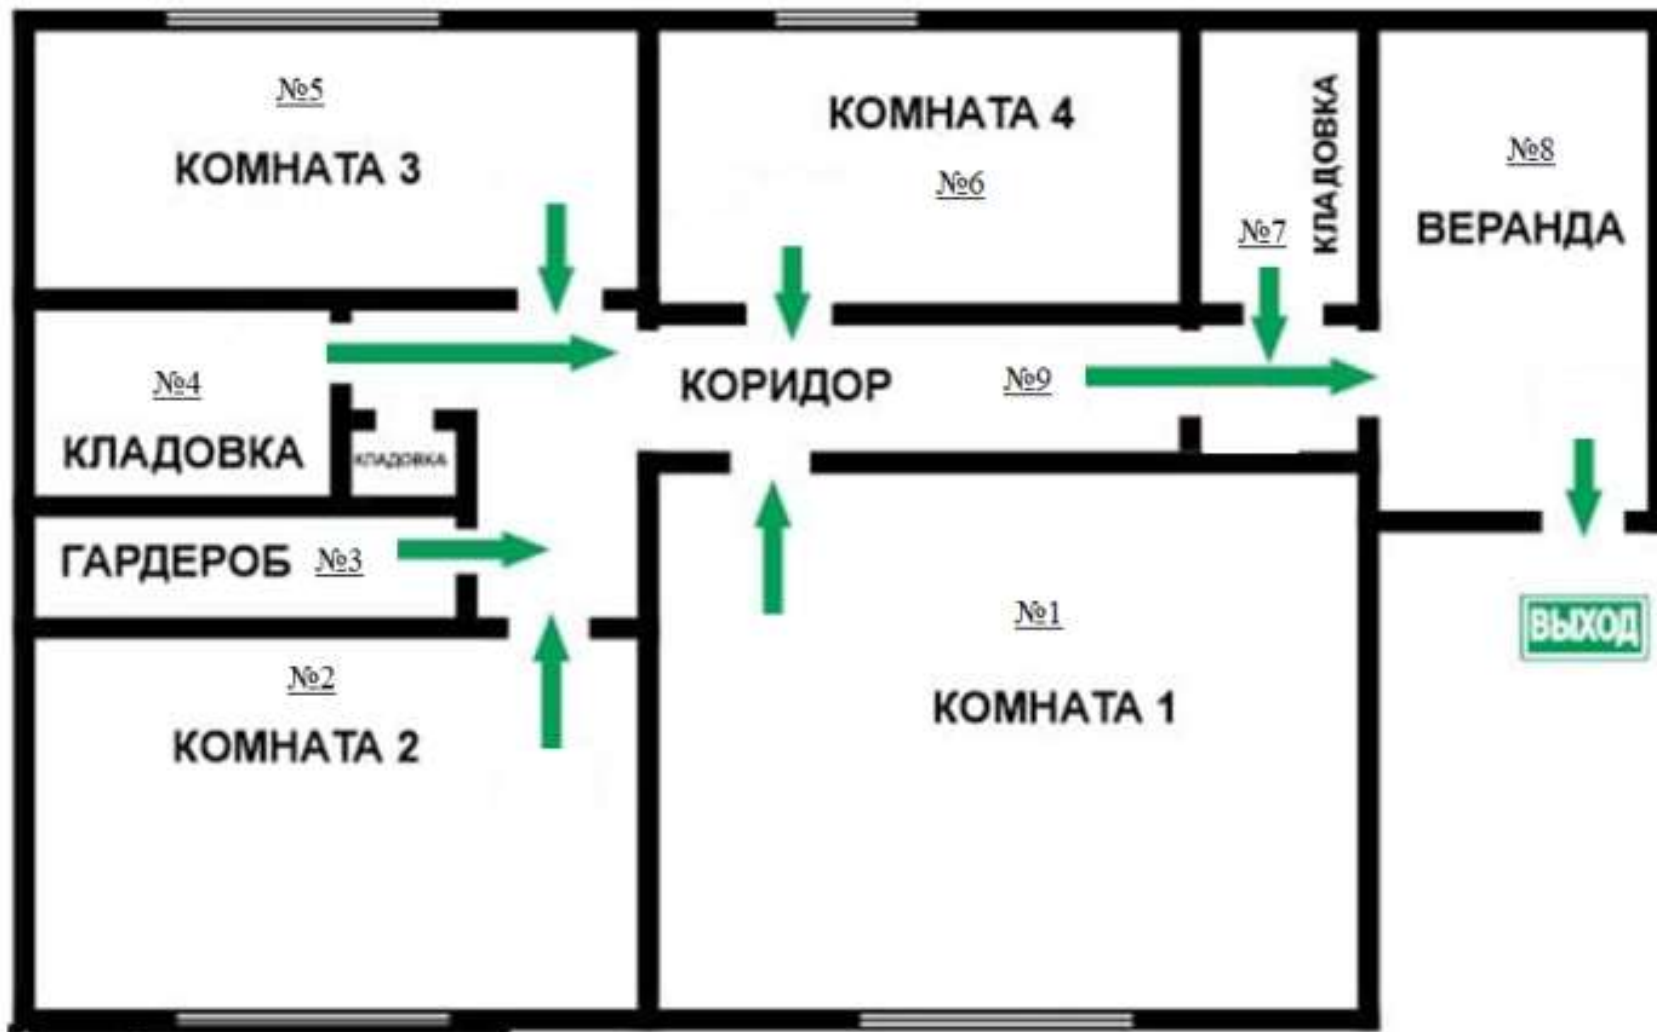 №5
КОМНАТА 3
КОМНАТА 4
№6
КЛАДОВКА
№7
№8
ВЕРАНДА
№4
КЛАДОВКА
КЛАДОВКА
КОРИДОР
№9
ГАРДЕРОБ
№3
№2
КОМНАТА 2
№1
КОМНАТА 1
ВЫХОД